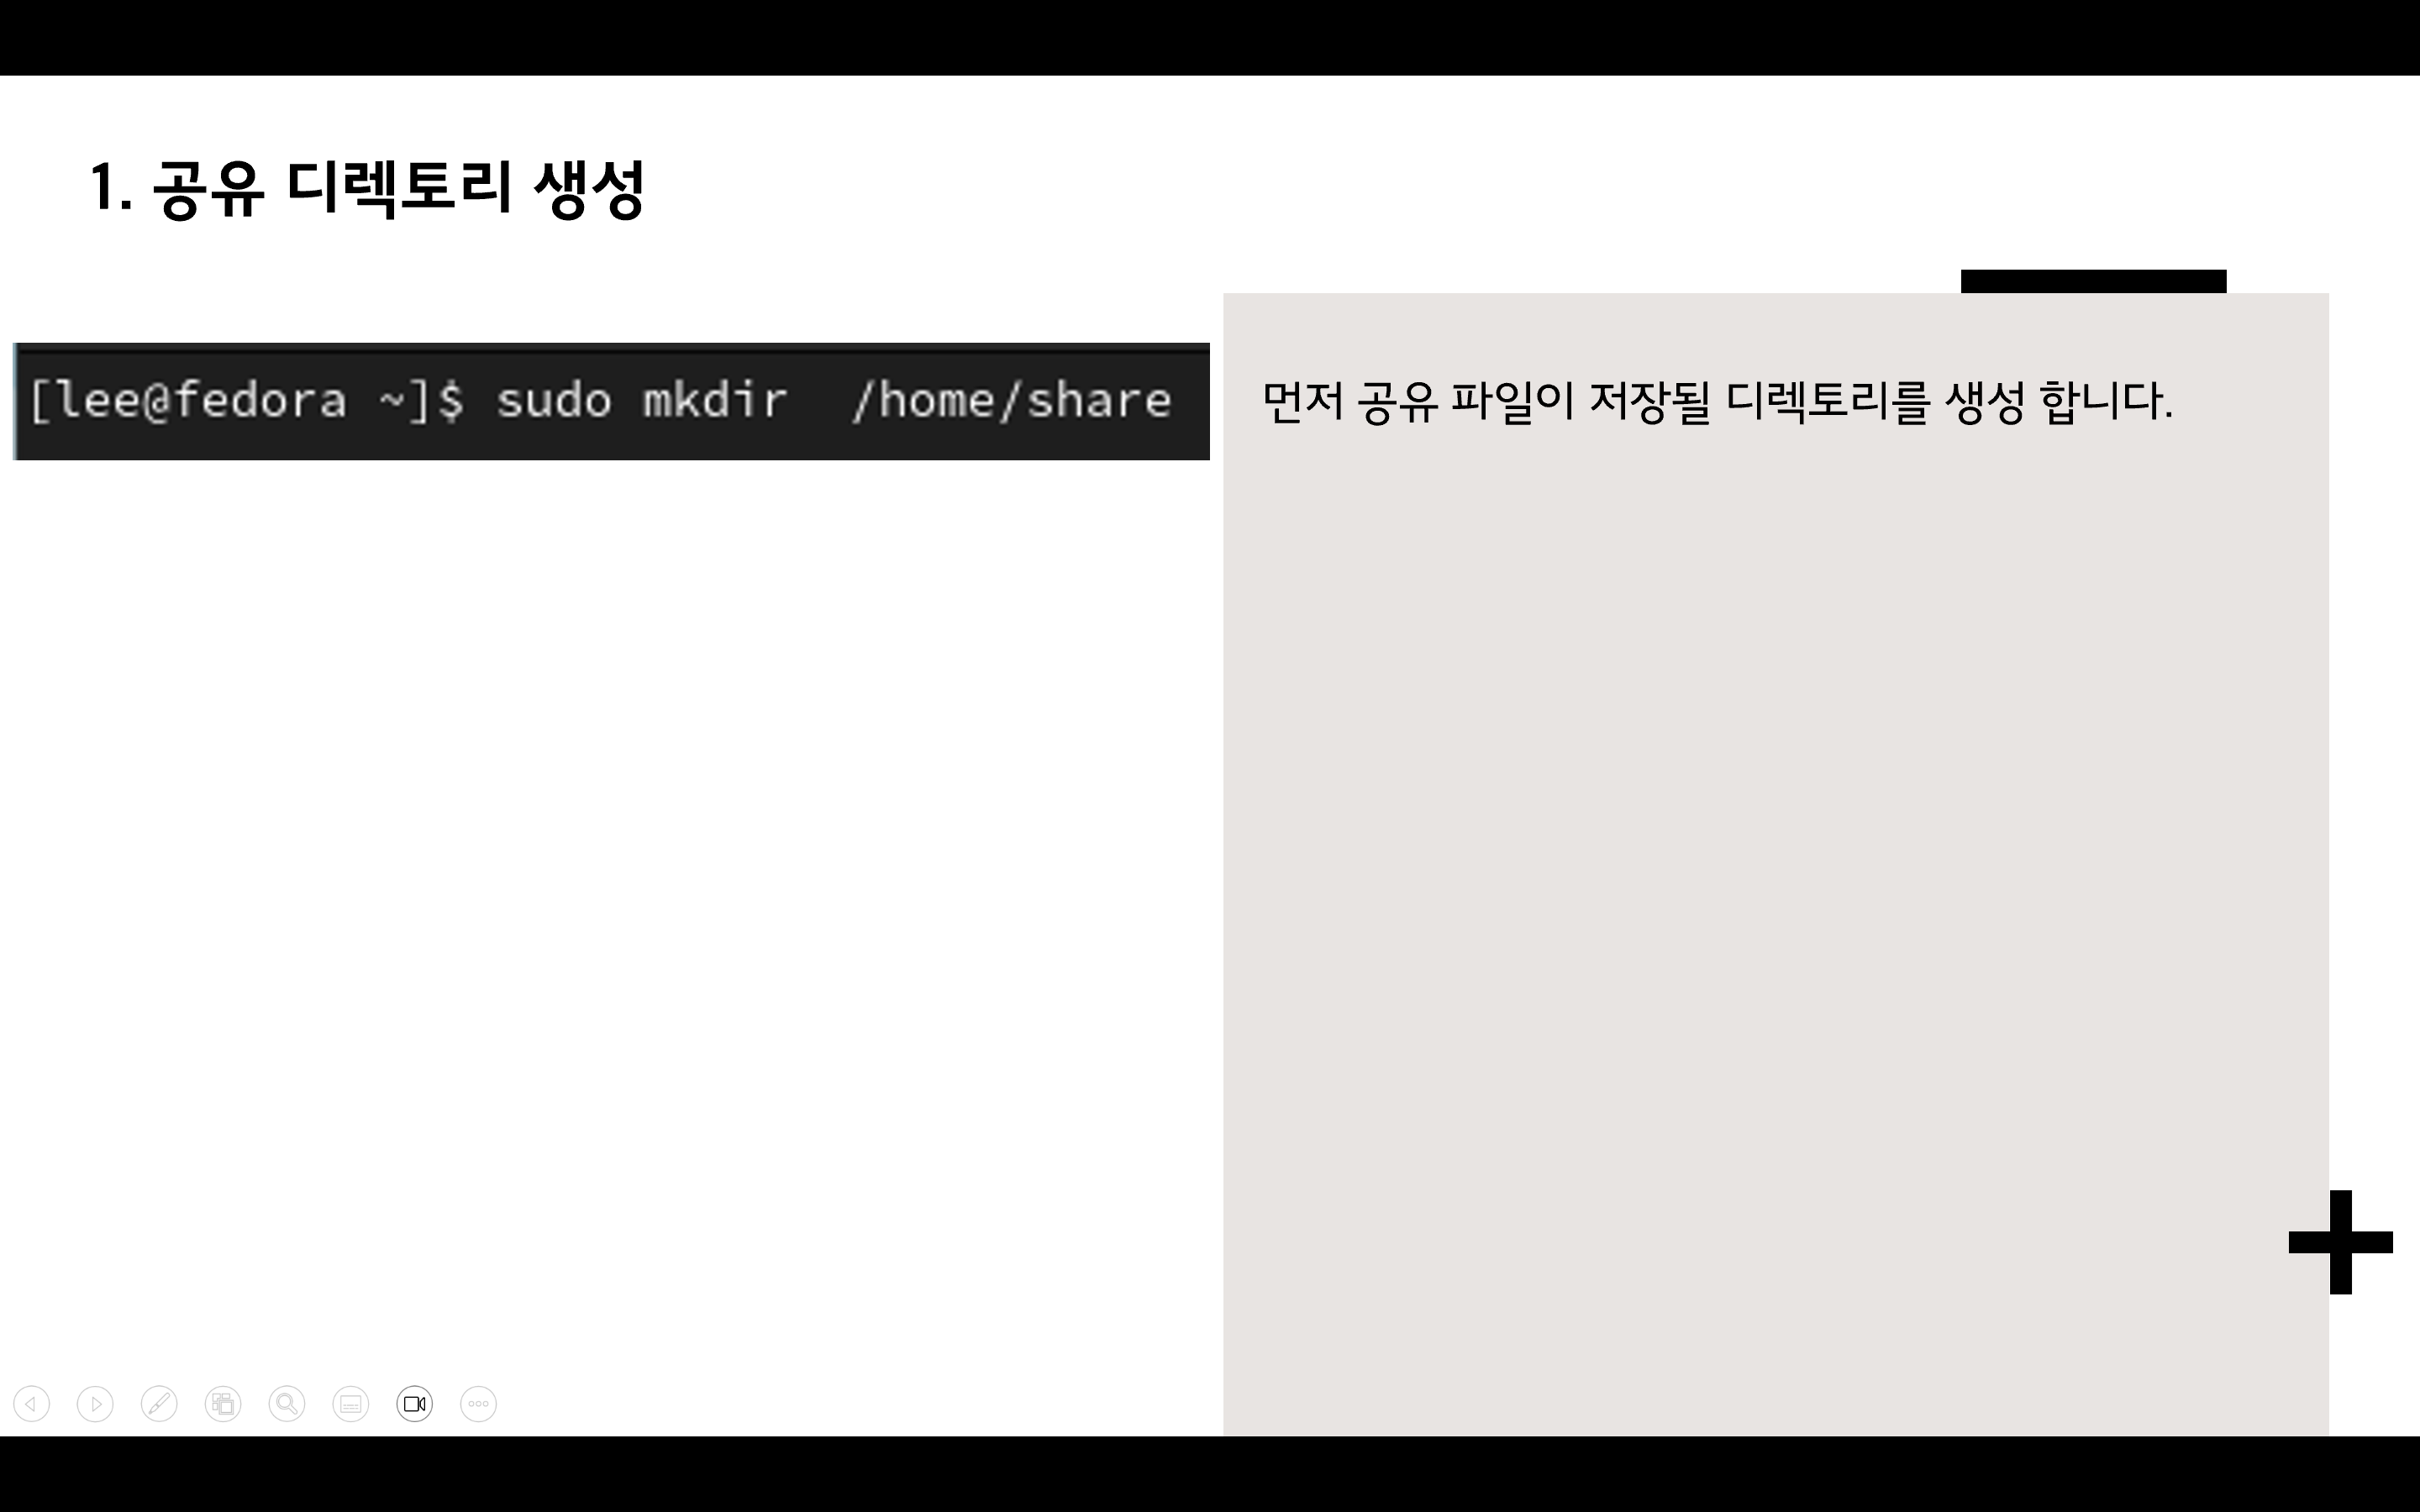 1. 공유 디렉토리 생성
[lee@fedora ~]$ sudo mkdir  /home/share
먼저 공유 파일이 저장될 디렉토리를 생성 합니다.